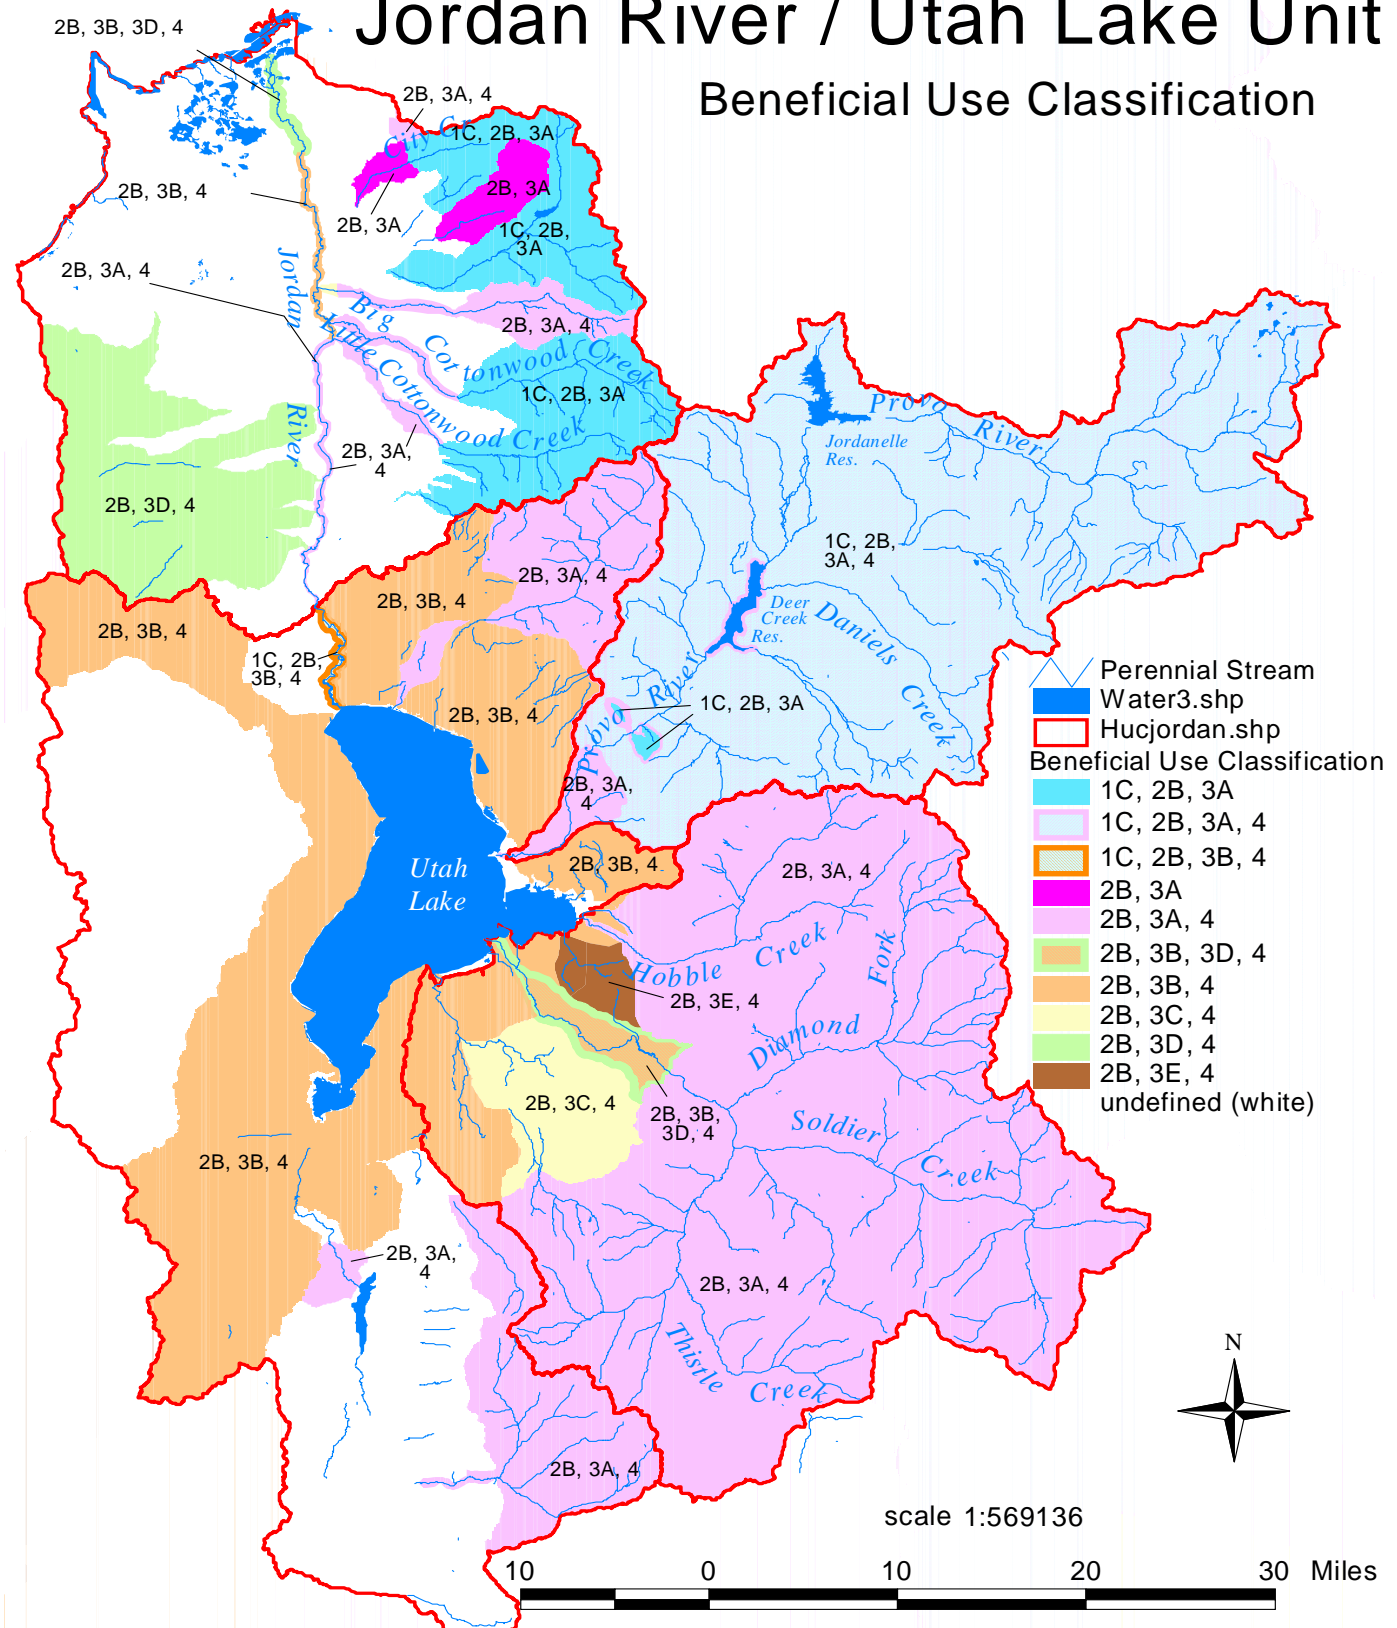 Jordan River / Utah Lake Unit
Beneficial Use Classification
2B, 3B, 3D, 4
2B, 3A, 4
City Cr
1C, 2B, 3A
2B, 3A
2B, 3B, 4
2B, 3A
1C, 2B,
3A
2B, 3A, 4
Jordan
River
Big Cottonwood Creek
2B, 3A, 4
Little Cottonwood Creek
1C, 2B, 3A
2B, 3A,
4
2B, 3D, 4
Provo River
Jordanelle
Res.
1C, 2B,
3A, 4
2B, 3A, 4
2B, 3B, 4
2B, 3B, 4
Deer
Creek
Res.
Daniels Creek
1C, 2B,
3B, 4
Provo River
1C, 2B, 3A
2B, 3B, 4
2B, 3A,
4
Utah
Lake
2B, 3B, 4
2B, 3A, 4
Hobble Creek
2B, 3E, 4
Diamond Fork
2B, 3C, 4
2B, 3B,
3D, 4
Soldier Creek
2B, 3B, 4
2B, 3A,
4
2B, 3A, 4
Thistle Creek
2B, 3A, 4
Perennial Stream
Water3.shp
Hucjordan.shp
Beneficial Use Classification
1C, 2B, 3A
1C, 2B, 3A, 4
1C, 2B, 3B, 4
2B, 3A
2B, 3A, 4
2B, 3B, 3D, 4
2B, 3B, 4
2B, 3C, 4
2B, 3D, 4
2B, 3E, 4
undefined (white)
N
scale 1:569136
10 0 10 20 30 Miles